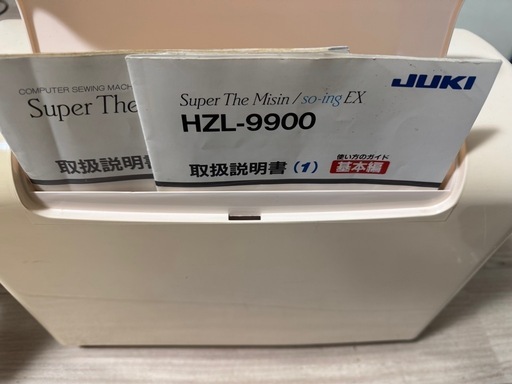 COMPUTER SEWING MACH
Super The
取扱説明書
JUKI
Super The Misin / so-ing EX
HZL-9900
取扱説明書(1)
使い方のガイド
基本編